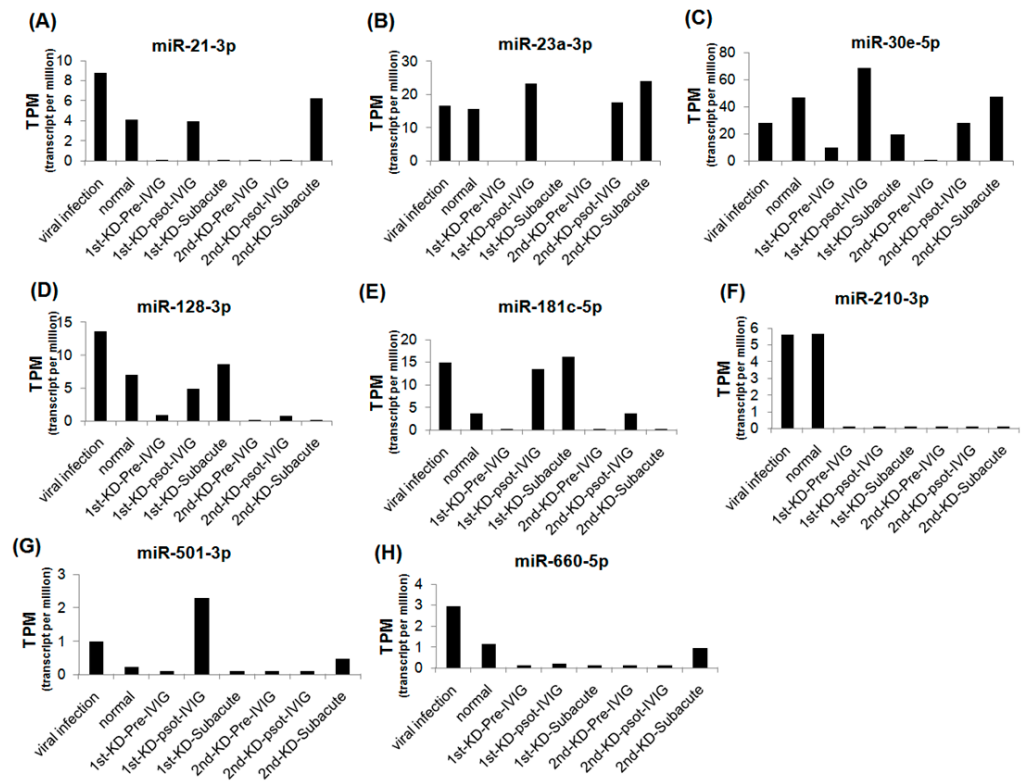 (A)
miR-21-3p
TPM
(transcript per million)
10
8
6
4
2
0
viral infection
normal
1st-KD-Pre-IVIG
1st-KD-psot-IVIG
1st-KD-Subacute
2nd-KD-Pre-IVIG
2nd-KD-psot-IVIG
2nd-KD-Subacute
(B)
miR-23a-3p
TPM
(transcript per million)
30
20
10
0
viral infection
normal
1st-KD-Pre-IVIG
1st-KD-psot-IVIG
1st-KD-Subacute
2nd-KD-Pre-IVIG
2nd-KD-psot-IVIG
2nd-KD-Subacute
(C)
miR-30e-5p
TPM
(transcript per million)
80
60
40
20
0
viral infection
normal
1st-KD-Pre-IVIG
1st-KD-psot-IVIG
1st-KD-Subacute
2nd-KD-Pre-IVIG
2nd-KD-psot-IVIG
2nd-KD-Subacute
(D)
miR-128-3p
TPM
(transcript per million)
15
10
5
0
viral infection
normal
1st-KD-Pre-IVIG
1st-KD-psot-IVIG
1st-KD-Subacute
2nd-KD-Pre-IVIG
2nd-KD-psot-IVIG
2nd-KD-Subacute
(E)
miR-181c-5p
TPM
(transcript per million)
20
15
10
5
0
viral infection
normal
1st-KD-Pre-IVIG
1st-KD-psot-IVIG
1st-KD-Subacute
2nd-KD-Pre-IVIG
2nd-KD-psot-IVIG
2nd-KD-Subacute
(F)
miR-210-3p
TPM
(transcript per million)
6
5
4
3
2
1
0
viral infection
normal
1st-KD-Pre-IVIG
1st-KD-psot-IVIG
1st-KD-Subacute
2nd-KD-Pre-IVIG
2nd-KD-psot-IVIG
2nd-KD-Subacute
(G)
miR-501-3p
TPM
(transcript per million)
3
2
1
0
viral infection
normal
1st-KD-Pre-IVIG
1st-KD-psot-IVIG
1st-KD-Subacute
2nd-KD-Pre-IVIG
2nd-KD-psot-IVIG
2nd-KD-Subacute
(H)
miR-660-5p
TPM
(transcript per million)
4
3
2
1
0
viral infection
normal
1st-KD-Pre-IVIG
1st-KD-psot-IVIG
1st-KD-Subacute
2nd-KD-Pre-IVIG
2nd-KD-psot-IVIG
2nd-KD-Subacute